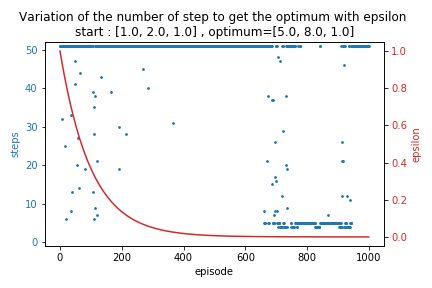 Variation of the number of step to get the optimum with epsilon
start : [1.0, 2.0, 1.0] , optimum=[5.0, 8.0, 1.0]
50
40
30
20
10
0
steps
1.0
0.8
0.6
0.4
0.2
0.0
epsilon
0 200 400 600 800 1000
episode